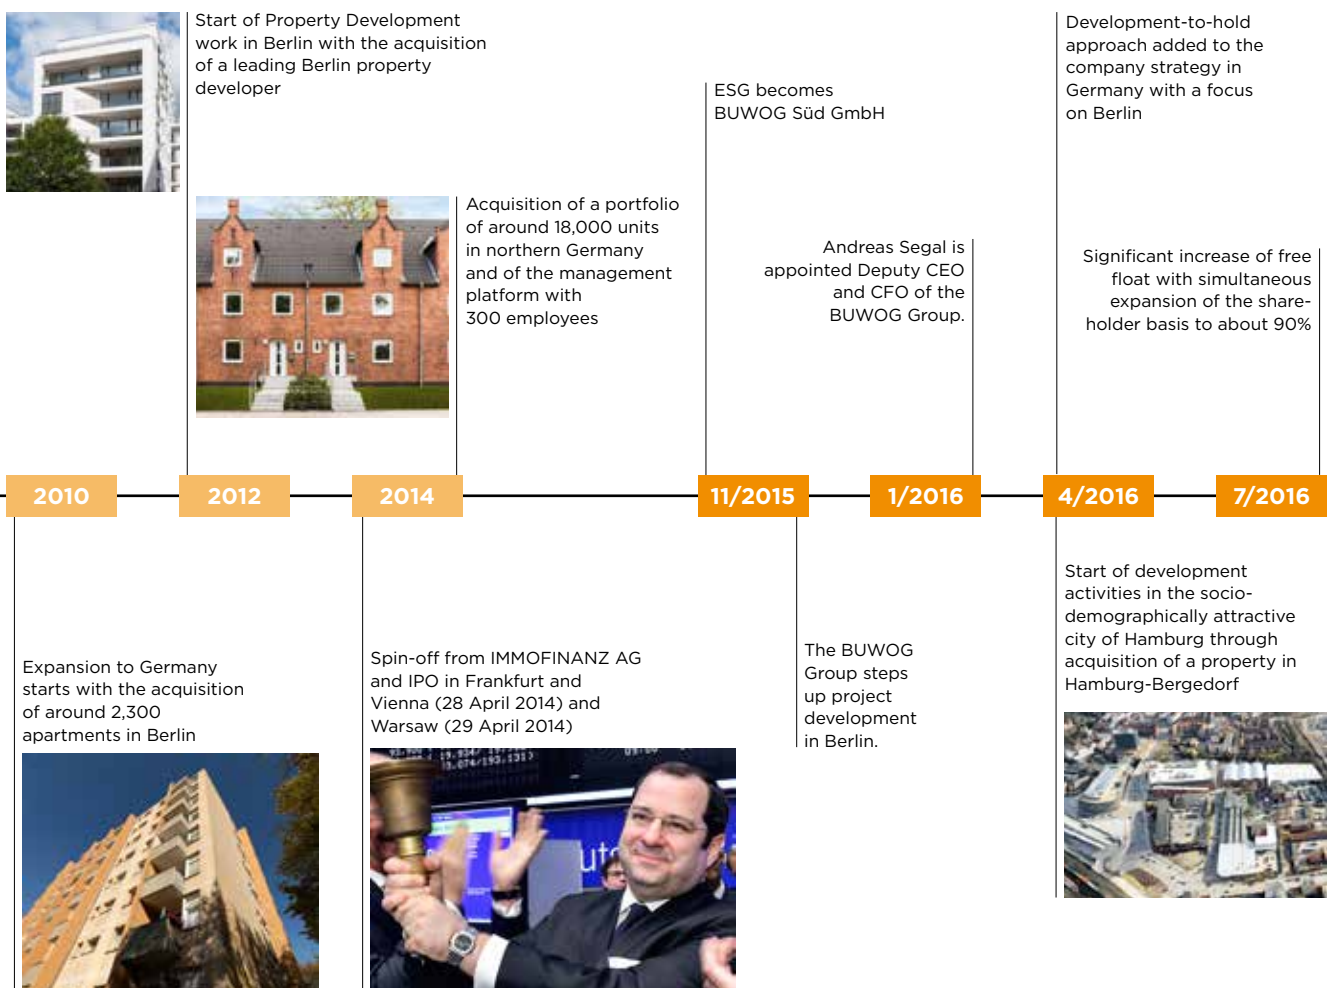 Start of Property Development
work in Berlin with the acquisition
of a leading Berlin property
developer
Acquisition of a portfolio
of around 18,000 units
in northern Germany
and of the management
platform with
300 employees
ESG becomes
BUWOG Süd GmbH
Andreas Segal is
appointed Deputy CEO
and CFO of the
BUWOG Group.
Development-to-hold
approach added to the
company strategy in
Germany with a focus
on Berlin
Significant increase of free
float with simultaneous
expansion of the share-
holder basis to about 90%
2010
2012
2014
11/2015
1/2016
4/2016
7/2016
Expansion to Germany
starts with the acquisition
of around 2,300
apartments in Berlin
Spin-off from IMMOFINANZ AG
and IPO in Frankfurt and
Vienna (28 April 2014) and
Warsaw (29 April 2014)
The BUWOG
Group steps
up project
development
in Berlin.
Start of development
activities in the socio-
demographically attractive
city of Hamburg through
acquisition of a property in
Hamburg-Bergedorf